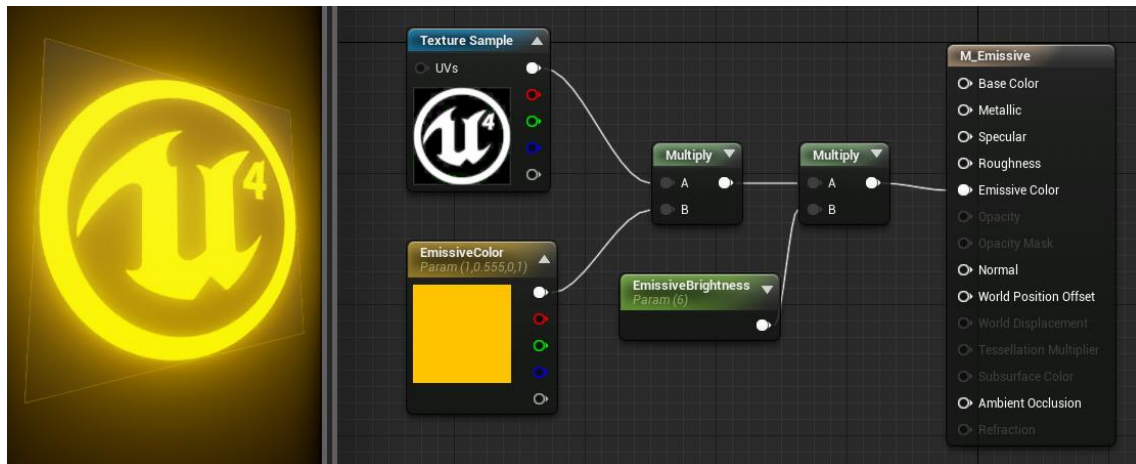 U4
Texture Sample
UVs
U4
EmissiveColor
Param (1,0.555,0,1)
Multiply
A
B
EmissiveBrightness
Param (6)
Multiply
A
B
M_Emissive
Base Color
Metallic
Specular
Roughness
Emissive Color
Opacity
Opacity Mask
Normal
World Position Offset
World Displacement
Tessellation Multiplier
Subsurface Color
Ambient Occlusion
Refraction